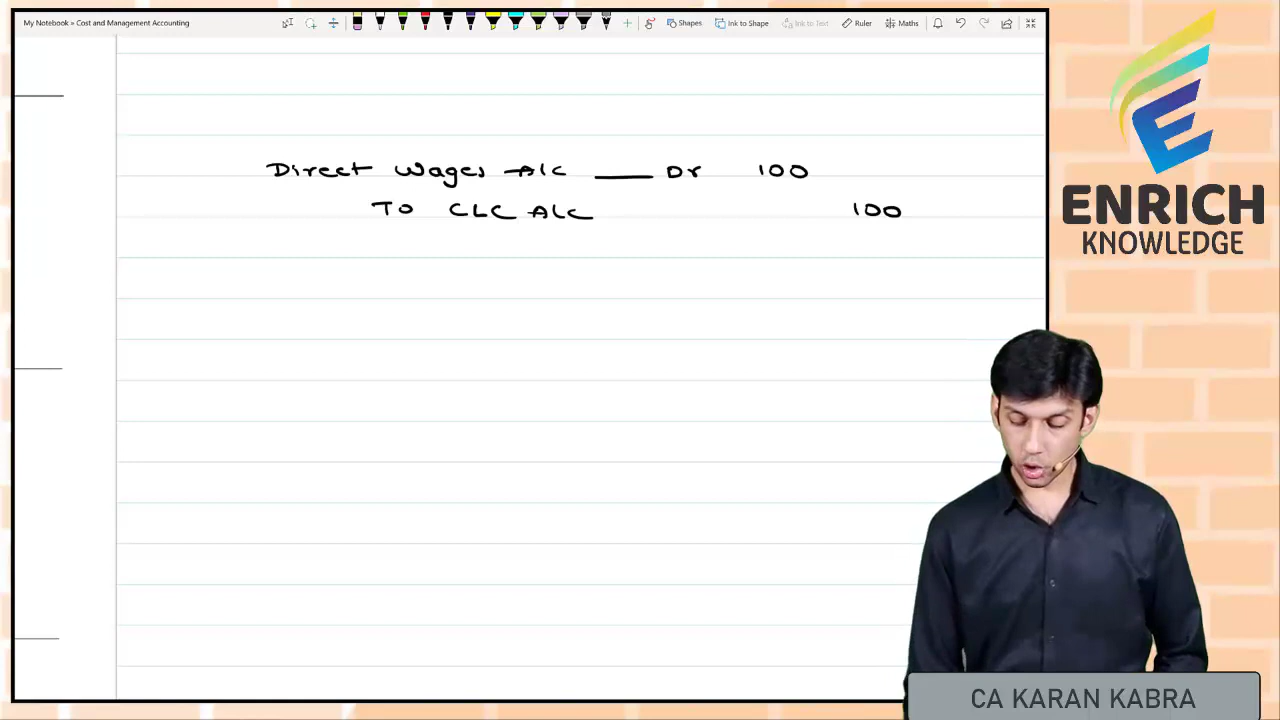 My Notebook » Cost and Management Accounting
Shapes Ink to Shape Ink to Text Ruler Maths
Direct Wages A/c ____ Dr 100
To CLC A/C 100
ENRICH
KNOWLEDGE
CA KARAN KABRA